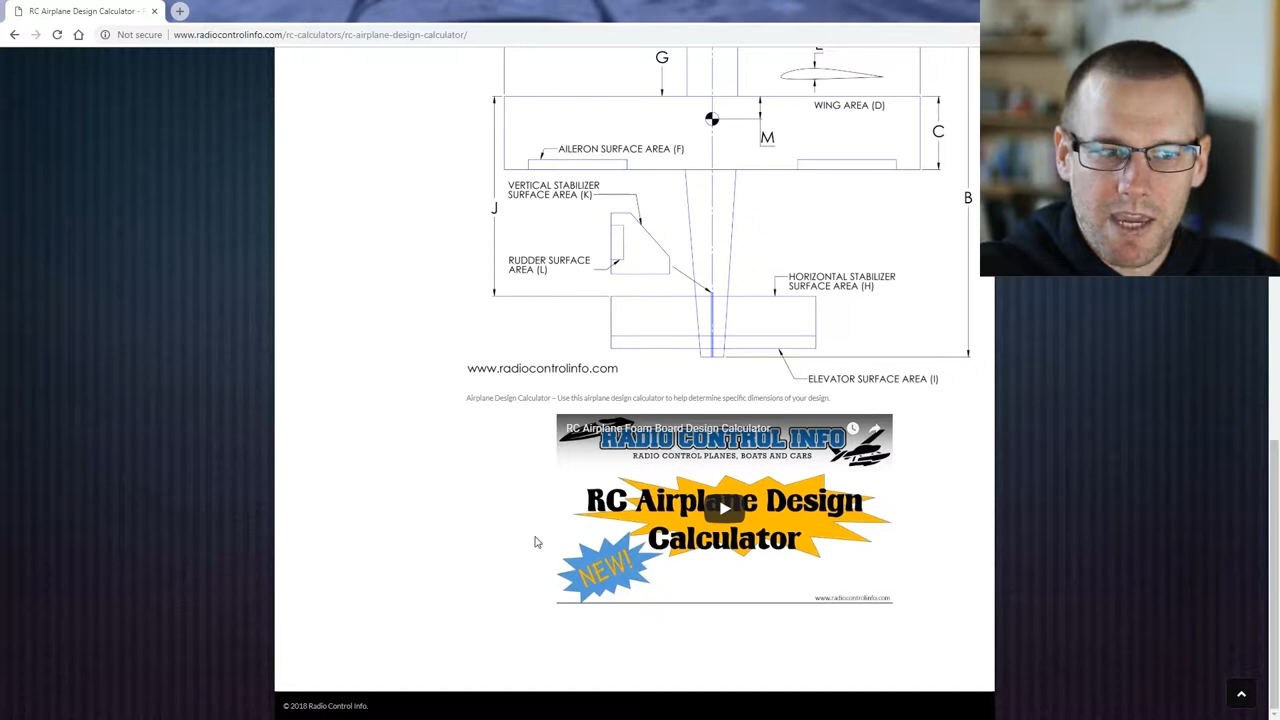 RC Airplane Design Calculator -
Not secure
www.radiocontrolinfo.com/rc-calculators/rc-airplane-design-calculator/
G
WING AREA (D)
C
M
AILERON SURFACE AREA (F)
VERTICAL STABILIZER
SURFACE AREA (K)
J
B
RUDDER SURFACE
AREA (L)
HORIZONTAL STABILIZER
SURFACE AREA (H)
www.radiocontrolinfo.com
ELEVATOR SURFACE AREA (I)
Airplane Design Calculator – Use this airplane design calculator to help determine specific dimensions of your design.
RC Airplane Foam Board Design Calculator
RADIO CONTROL INFO
RADIO CONTROL PLANES, BOATS AND CARS
RC Airplane Design
Calculator
NEW!
www.radiocontrolinfo.com
© 2018 Radio Control Info.